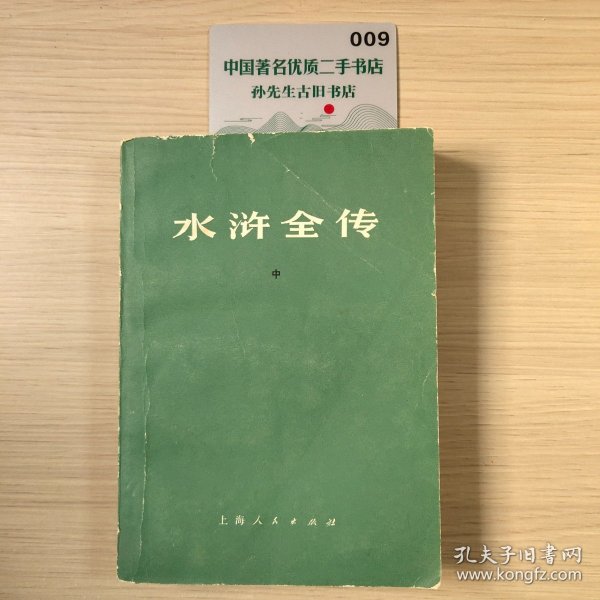 009
中国著名优质二手书店
孙先生古旧书店
水浒全传
中
上海人民出版社
孔夫子旧书网
www.kongfz.com